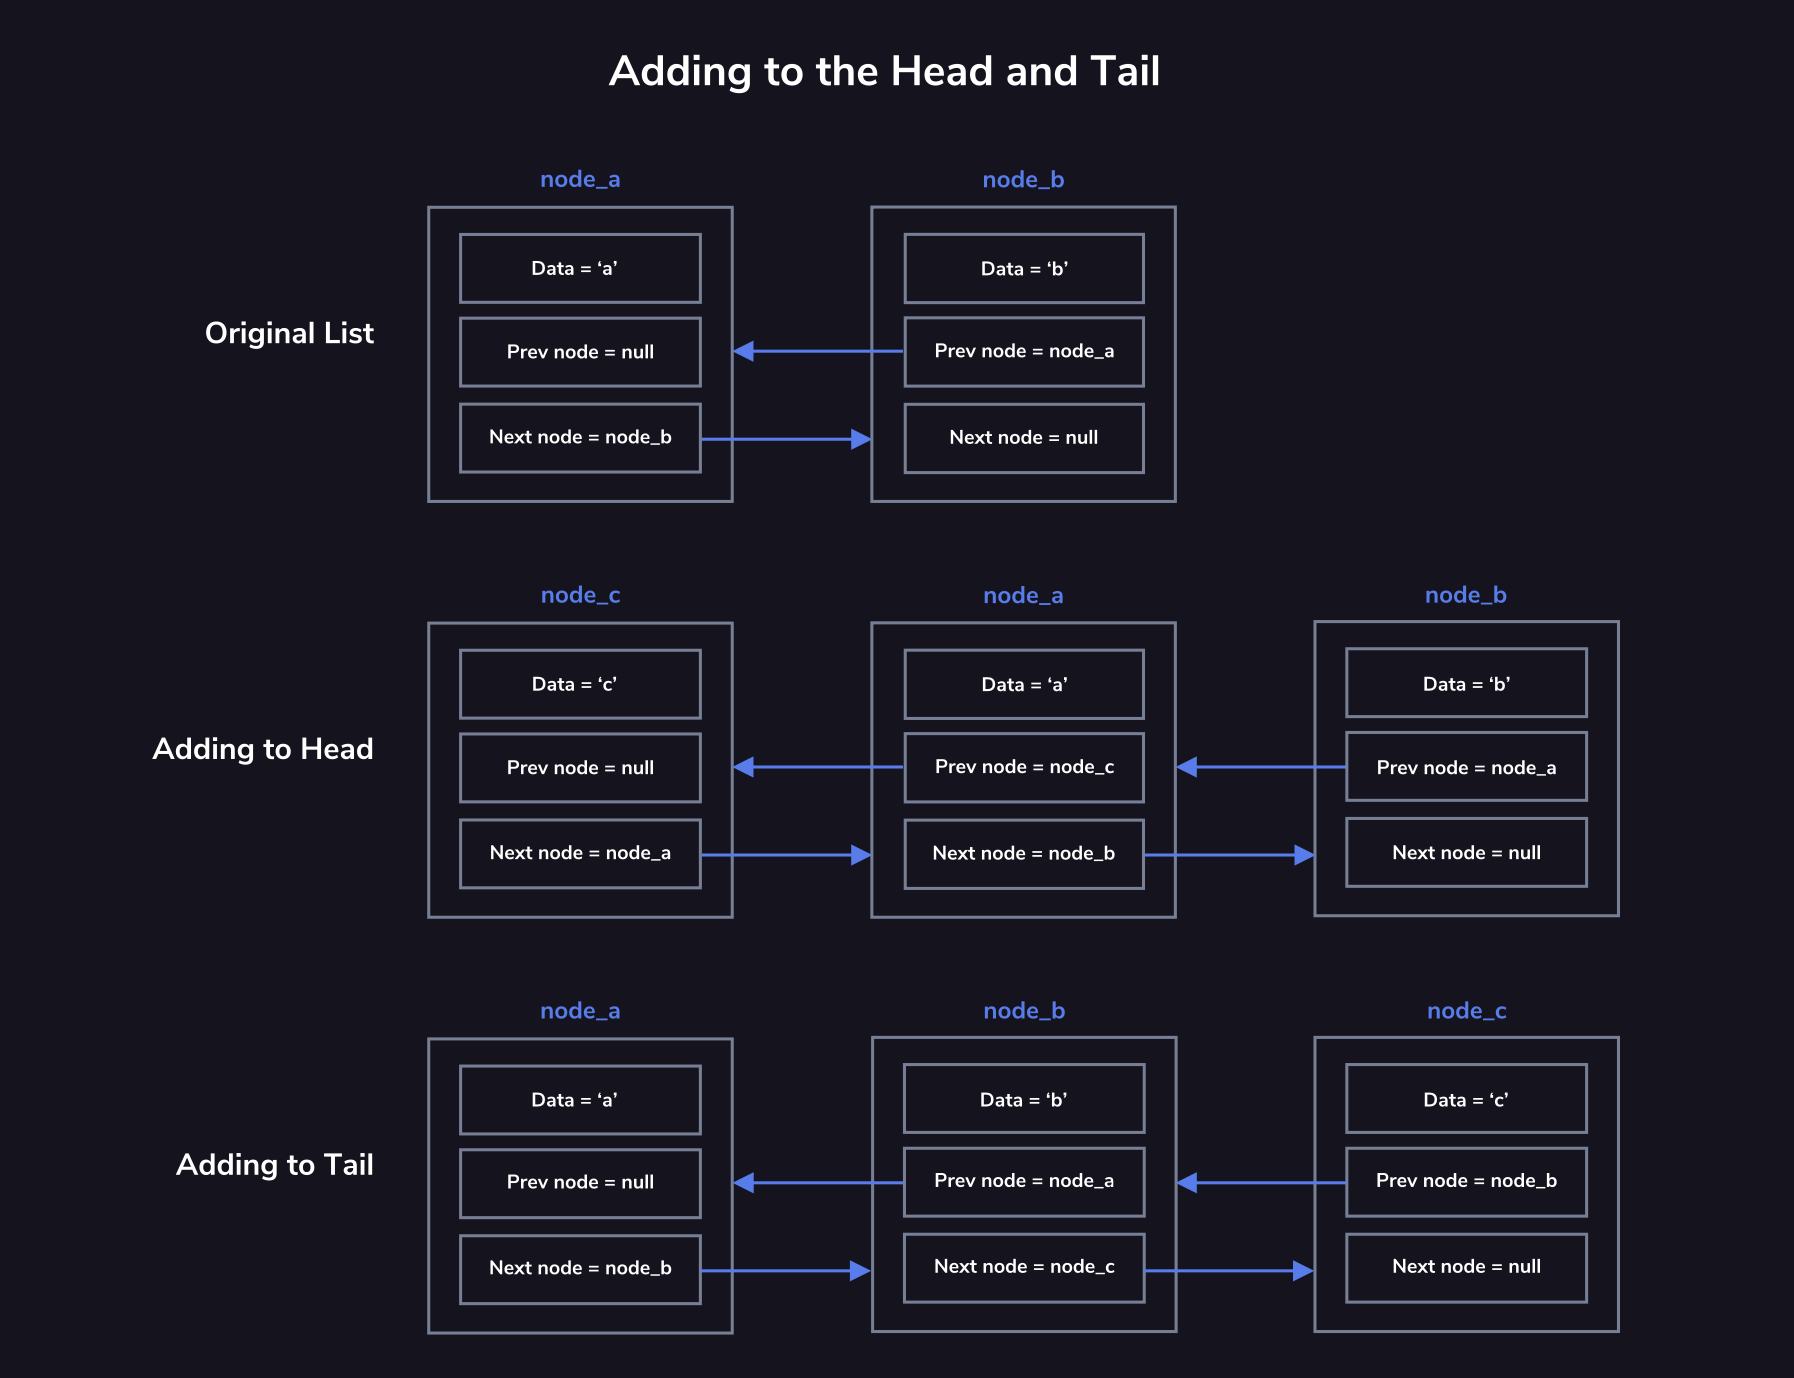 Adding to the Head and Tail
node_a
node_b
Original List
Data = ‘a’
Prev node = null
Next node = node_b
Data = ‘b’
Prev node = node_a
Next node = null
node_c
node_a
node_b
Adding to Head
Data = ‘c’
Prev node = null
Next node = node_a
Data = ‘a’
Prev node = node_c
Next node = node_b
Data = ‘b’
Prev node = node_a
Next node = null
node_a
node_b
node_c
Adding to Tail
Data = ‘a’
Prev node = null
Next node = node_b
Data = ‘b’
Prev node = node_a
Next node = node_c
Data = ‘c’
Prev node = node_b
Next node = null